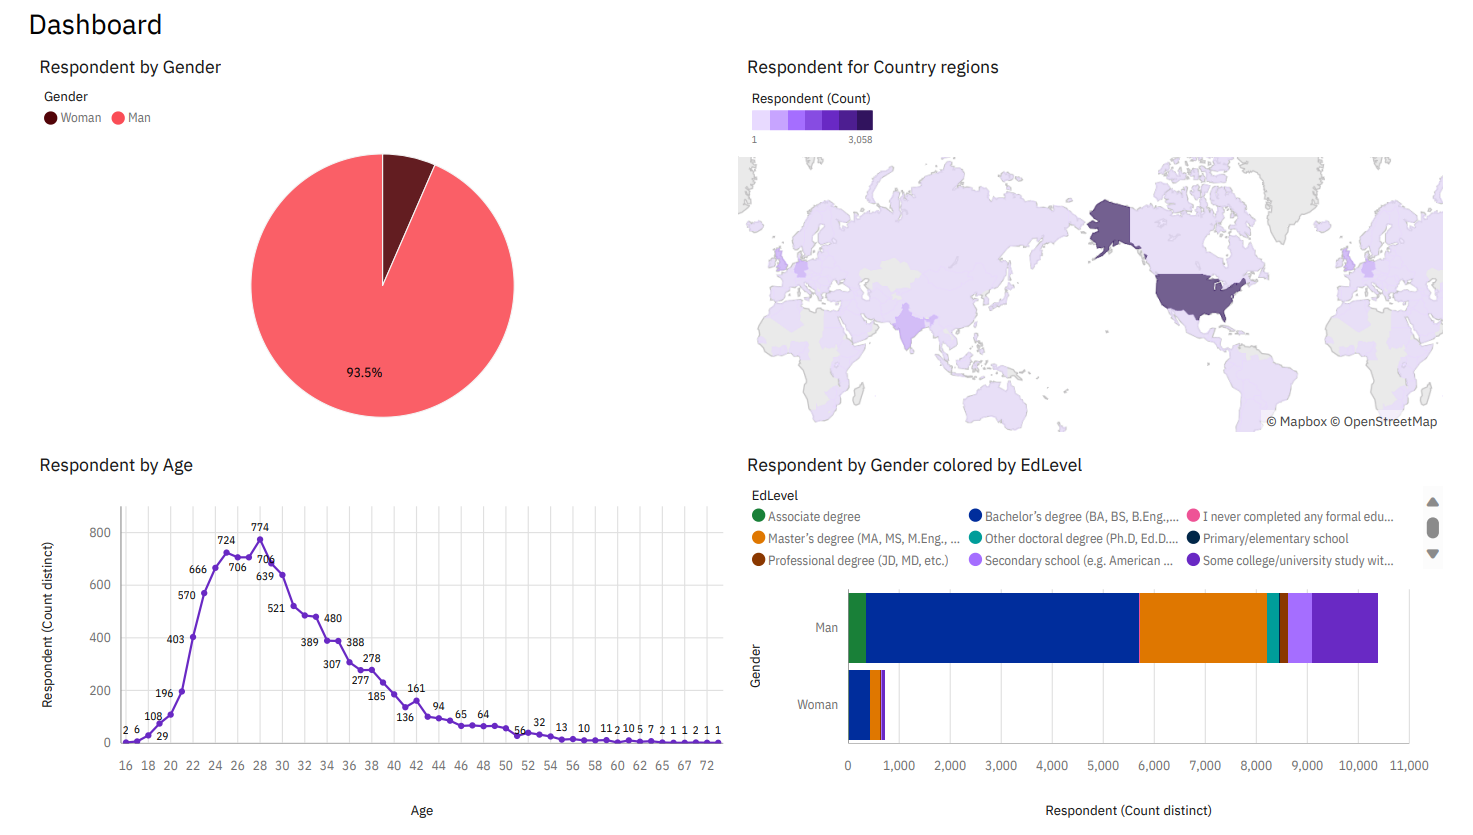 Dashboard
Respondent by Gender
Gender
Woman Man
93.5%
Respondent for Country regions
Respondent (Count)
1 3,058
© Mapbox © OpenStreetMap
Respondent by Age
Respondent (Count distinct)
800
600
400
200
0
2 6 29 108 196 403 570 666 724 706 774 706 639 521 480 389 388 307 277 278 185 136 161 94 65 64 56 32 13 10 11 2 10 5 7 2 1 1 2 1 1
16 18 20 22 24 26 28 30 32 34 36 38 40 42 44 46 48 50 52 54 56 58 60 62 65 67 72
Age
Respondent by Gender colored by EdLevel
EdLevel
Associate degree Bachelor’s degree (BA, BS, B.Eng.,... I never completed any formal edu...
Master’s degree (MA, MS, M.Eng., ... Other doctoral degree (Ph.D, Ed.D.... Primary/elementary school
Professional degree (JD, MD, etc.) Secondary school (e.g. American ... Some college/university study wit...
Gender
Man
Woman
0 1,000 2,000 3,000 4,000 5,000 6,000 7,000 8,000 9,000 10,000 11,000
Respondent (Count distinct)